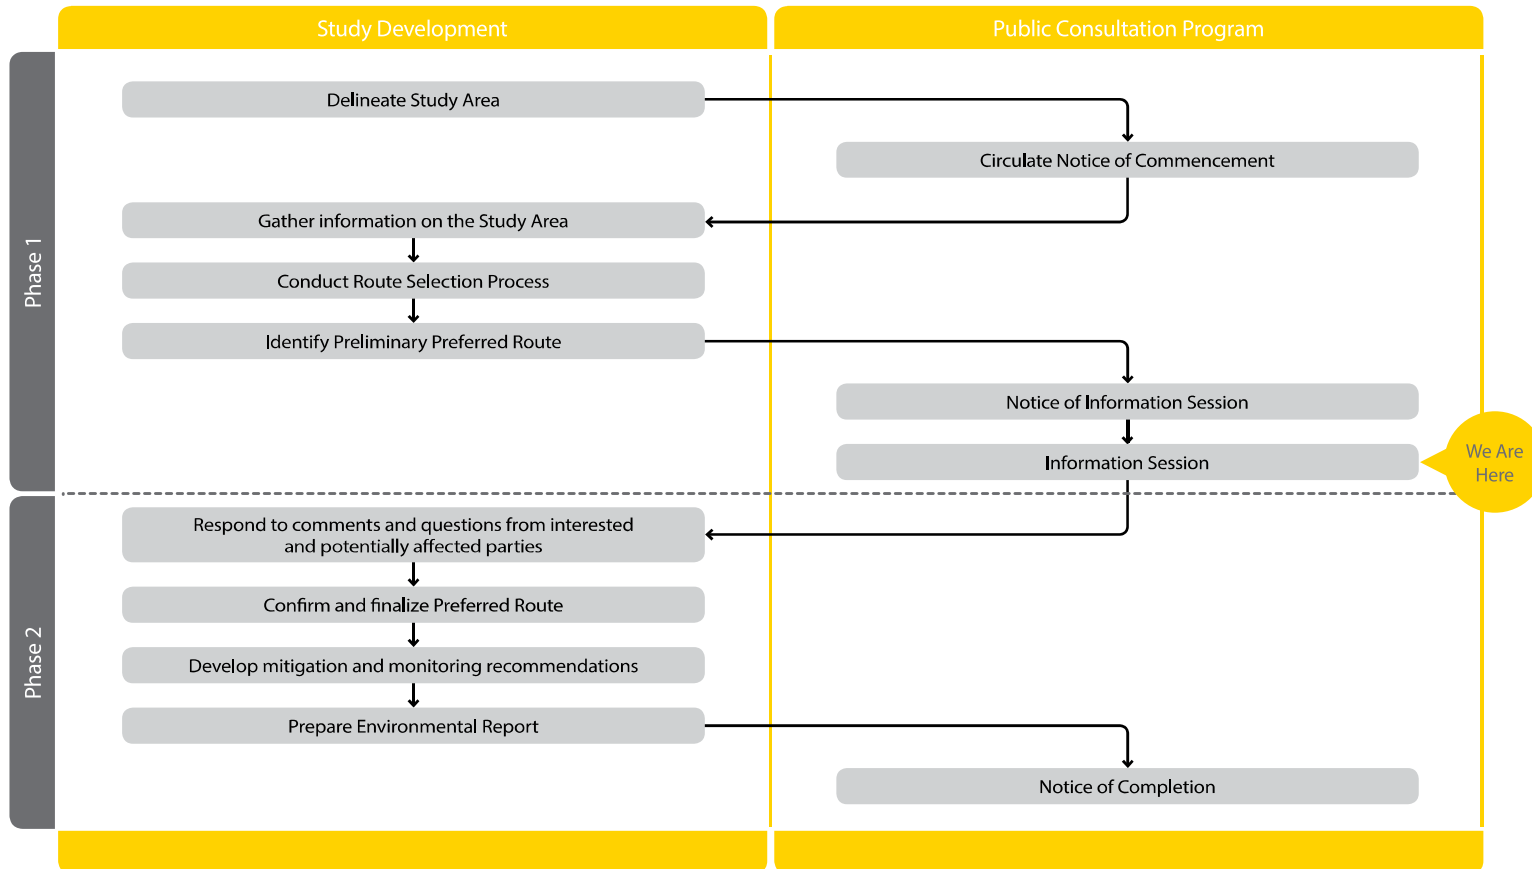 Study Development
Public Consultation Program
Phase 1
Delineate Study Area
Circulate Notice of Commencement
Gather information on the Study Area
Conduct Route Selection Process
Identify Preliminary Preferred Route
Notice of Information Session
Information Session
We Are
Here
Phase 2
Respond to comments and questions from interested
and potentially affected parties
Confirm and finalize Preferred Route
Develop mitigation and monitoring recommendations
Prepare Environmental Report
Notice of Completion